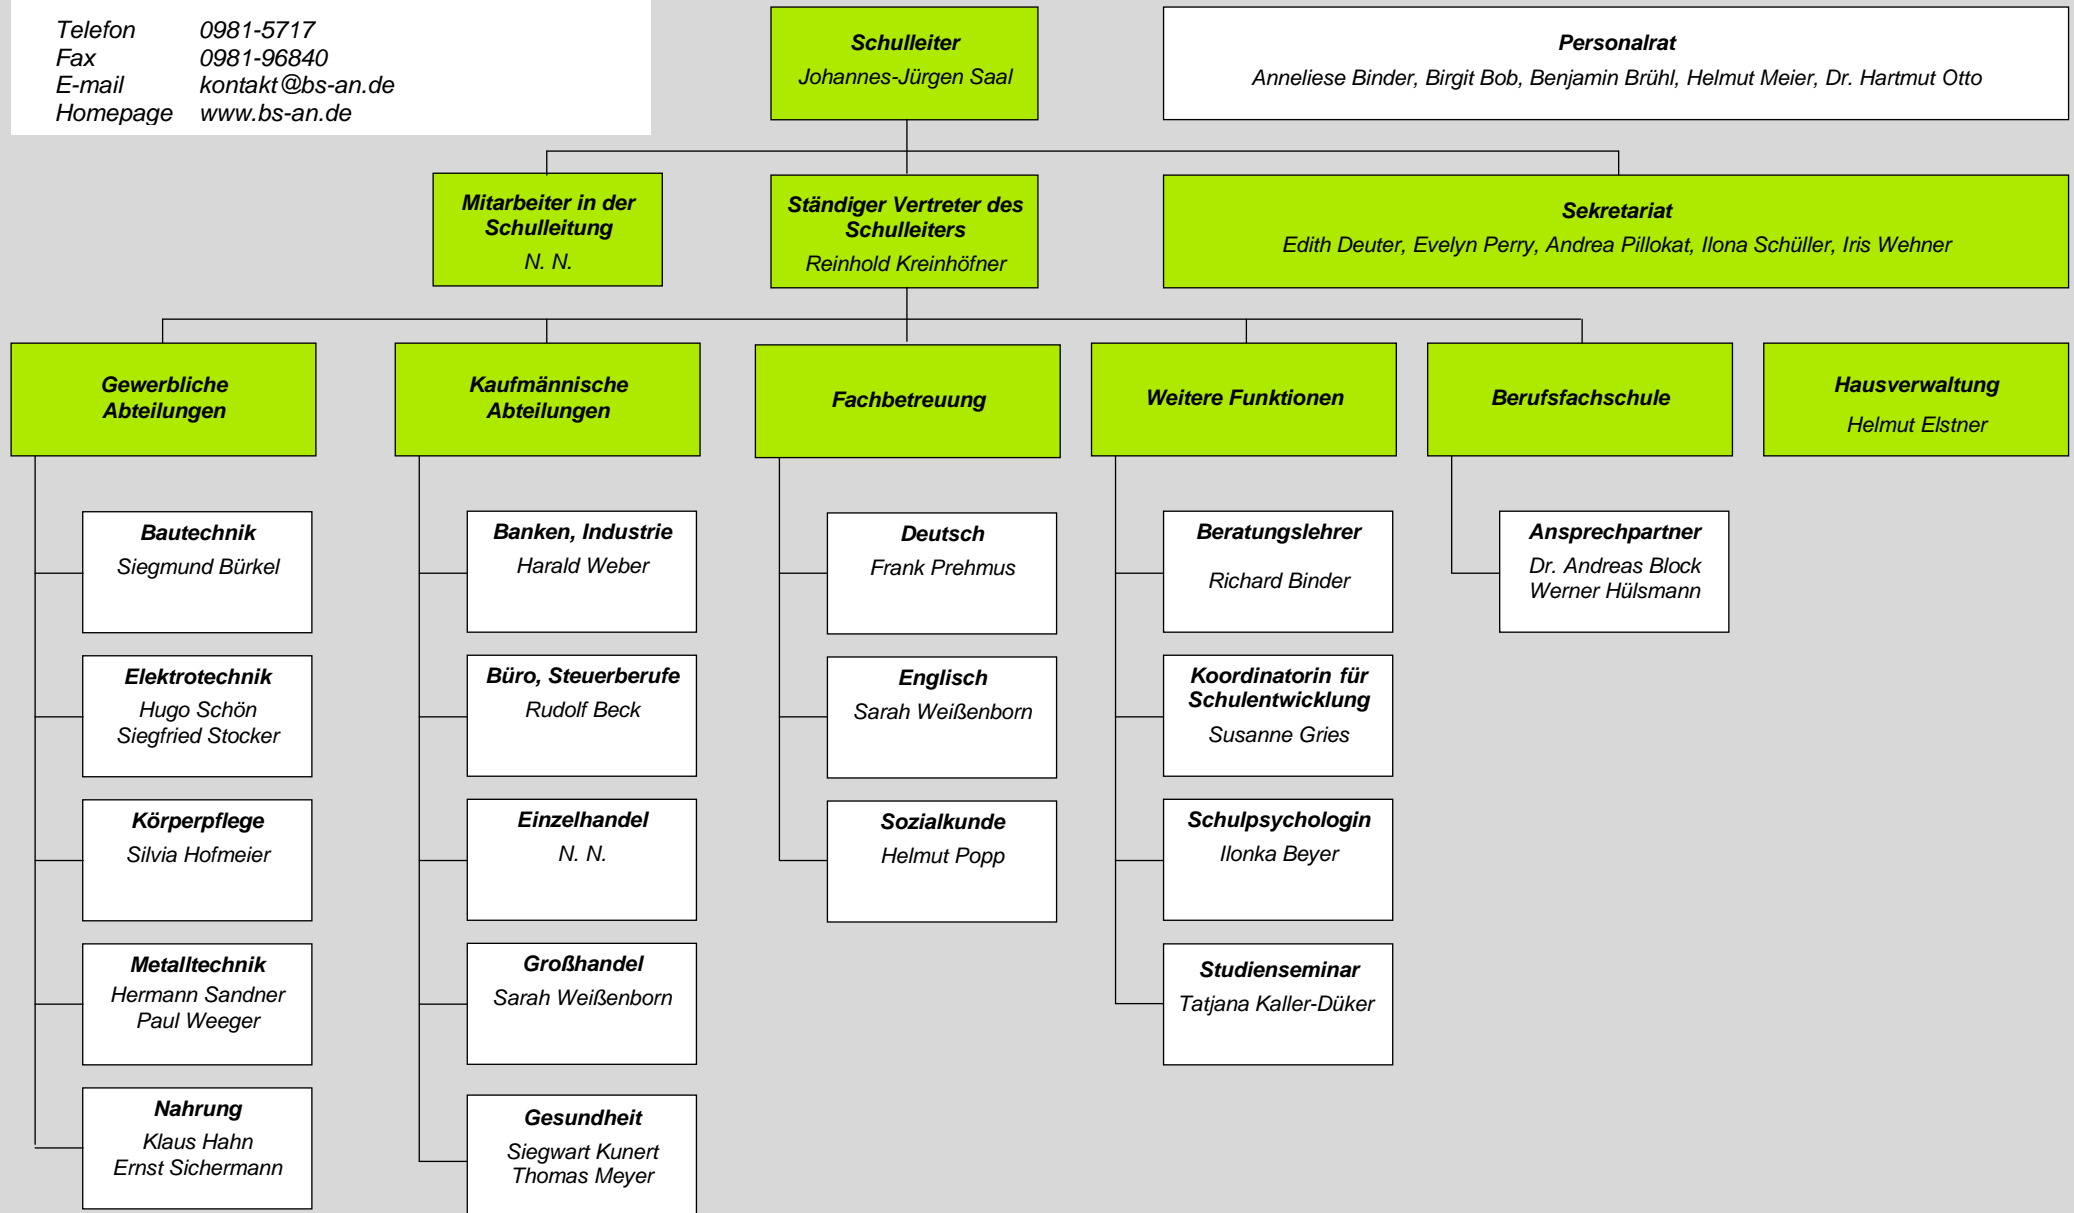 Telefon 0981-5717
Fax 0981-96840
E-mail kontakt@bs-an.de
Homepage www.bs-an.de
Schulleiter
Johannes-Jürgen Saal
Personalrat
Anneliese Binder, Birgit Bob, Benjamin Brühl, Helmut Meier, Dr. Hartmut Otto
Mitarbeiter in der
Schulleitung
N. N.
Ständiger Vertreter des
Schulleiters
Reinhold Kreinhöfner
Sekretariat
Edith Deuter, Evelyn Perry, Andrea Pillokat, Ilona Schüller, Iris Wehner
Gewerbliche
Abteilungen
Kaufmännische
Abteilungen
Fachbetreuung
Weitere Funktionen
Berufsfachschule
Hausverwaltung
Helmut Elstner
Bautechnik
Siegmund Bürkel
Elektrotechnik
Hugo Schön
Siegfried Stocker
Körperpflege
Silvia Hofmeier
Metalltechnik
Hermann Sandner
Paul Weeger
Nahrung
Klaus Hahn
Ernst Sichermann
Banken, Industrie
Harald Weber
Büro, Steuerberufe
Rudolf Beck
Einzelhandel
N. N.
Großhandel
Sarah Weißenborn
Gesundheit
Siegwart Kunert
Thomas Meyer
Deutsch
Frank Prehmus
Englisch
Sarah Weißenborn
Sozialkunde
Helmut Popp
Beratungslehrer
Richard Binder
Koordinatorin für
Schulentwicklung
Susanne Gries
Schulpsychologin
Ilonka Beyer
Studienseminar
Tatjana Kaller-Düker
Ansprechpartner
Dr. Andreas Block
Werner Hülsmann